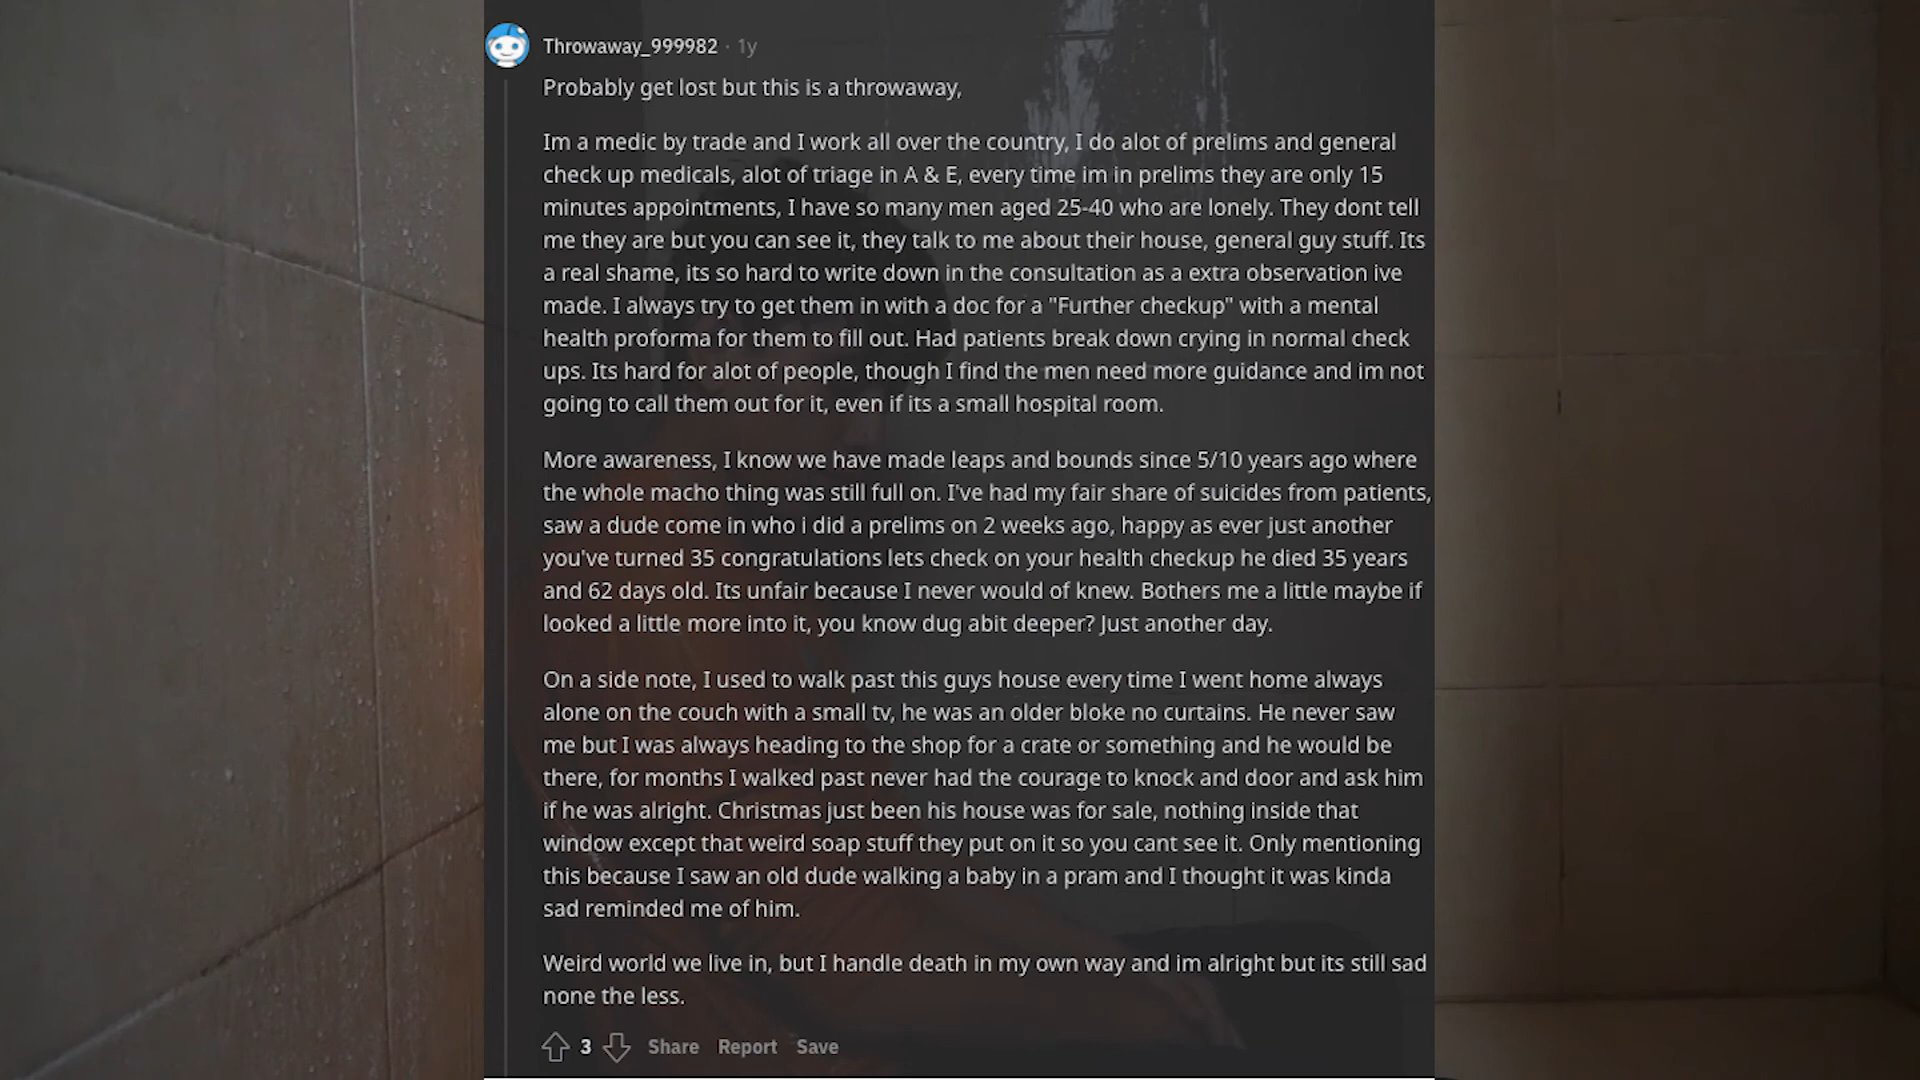 Throwaway_999982 · 1y
Probably get lost but this is a throwaway,
Im a medic by trade and I work all over the country, I do alot of prelims and general
check up medicals, alot of triage in A & E, every time im in prelims they are only 15
minutes appointments, I have so many men aged 25-40 who are lonely. They dont tell
me they are but you can see it, they talk to me about their house, general guy stuff. Its
a real shame, its so hard to write down in the consultation as a extra observation ive
made. I always try to get them in with a doc for a "Further checkup" with a mental
health proforma for them to fill out. Had patients break down crying in normal check
ups. Its hard for alot of people, though I find the men need more guidance and im not
going to call them out for it, even if its a small hospital room.
More awareness, I know we have made leaps and bounds since 5/10 years ago where
the whole macho thing was still full on. I've had my fair share of suicides from patients,
saw a dude come in who i did a prelims on 2 weeks ago, happy as ever just another
you've turned 35 congratulations lets check on your health checkup he died 35 years
and 62 days old. Its unfair because I never would of knew. Bothers me a little maybe if
looked a little more into it, you know dug abit deeper? Just another day.
On a side note, I used to walk past this guys house every time I went home always
alone on the couch with a small tv, he was an older bloke no curtains. He never saw
me but I was always heading to the shop for a crate or something and he would be
there, for months I walked past never had the courage to knock and door and ask him
if he was alright. Christmas just been his house was for sale, nothing inside that
window except that weird soap stuff they put on it so you cant see it. Only mentioning
this because I saw an old dude walking a baby in a pram and I thought it was kinda
sad reminded me of him.
Weird world we live in, but I handle death in my own way and im alright but its still sad
none the less.
3 Share Report Save